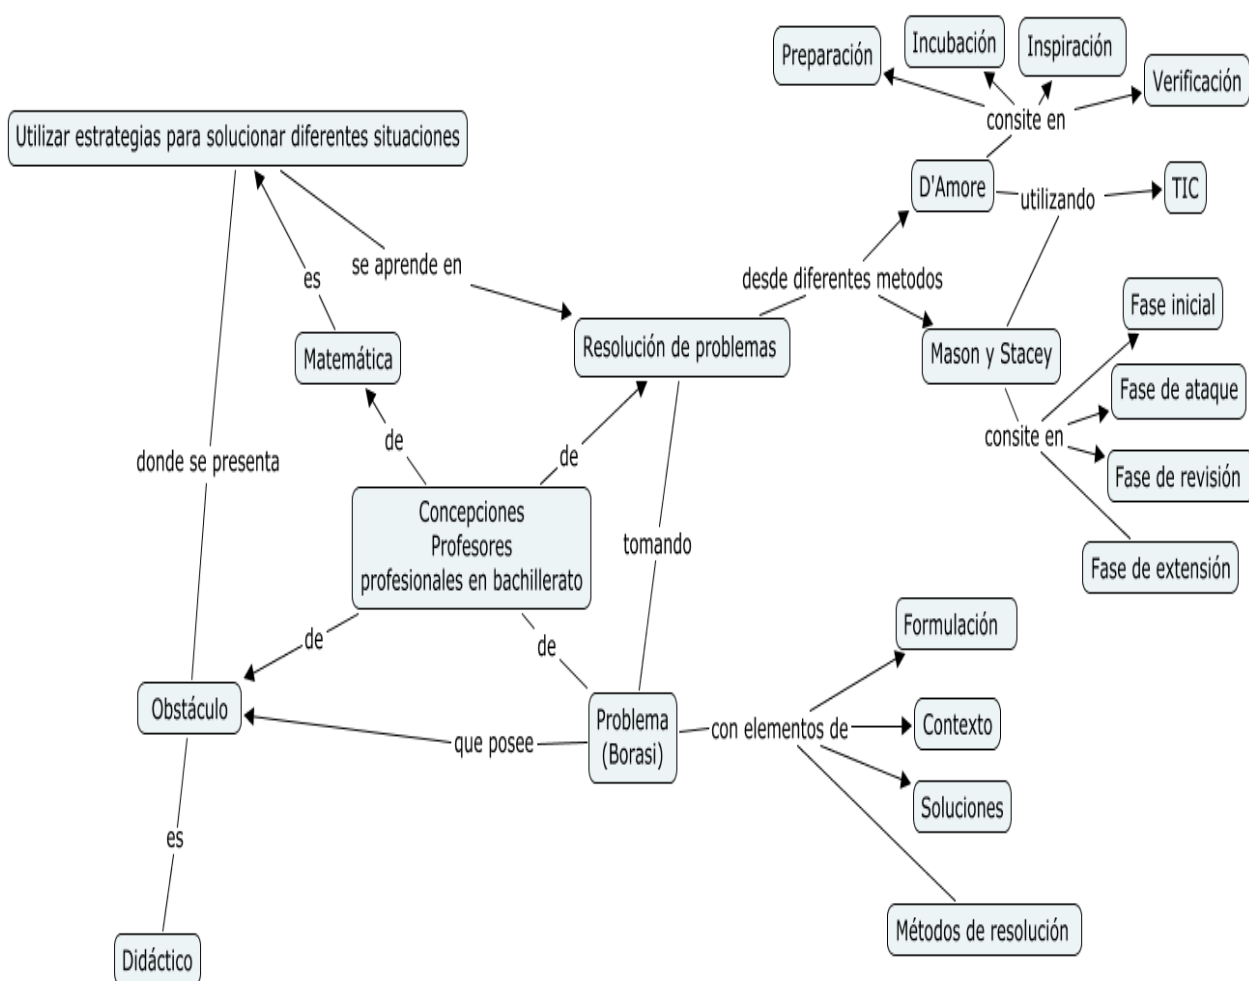 Preparación
Incubación
Inspiración
Verificación
consite en
Utilizar estrategias para solucionar diferentes situaciones
D'Amore
utilizando
TIC
es
se aprende en
desde diferentes metodos
Fase inicial
Matemática
Resolución de problemas
Mason y Stacey
Fase de ataque
consite en
Fase de revisión
Fase de extensión
donde se presenta
de
de
Concepciones
Profesores
profesionales en bachillerato
tomando
de
de
Formulación
Obstáculo
que posee
Problema
(Borasi)
con elementos de
Contexto
Soluciones
es
Métodos de resolución
Didáctico